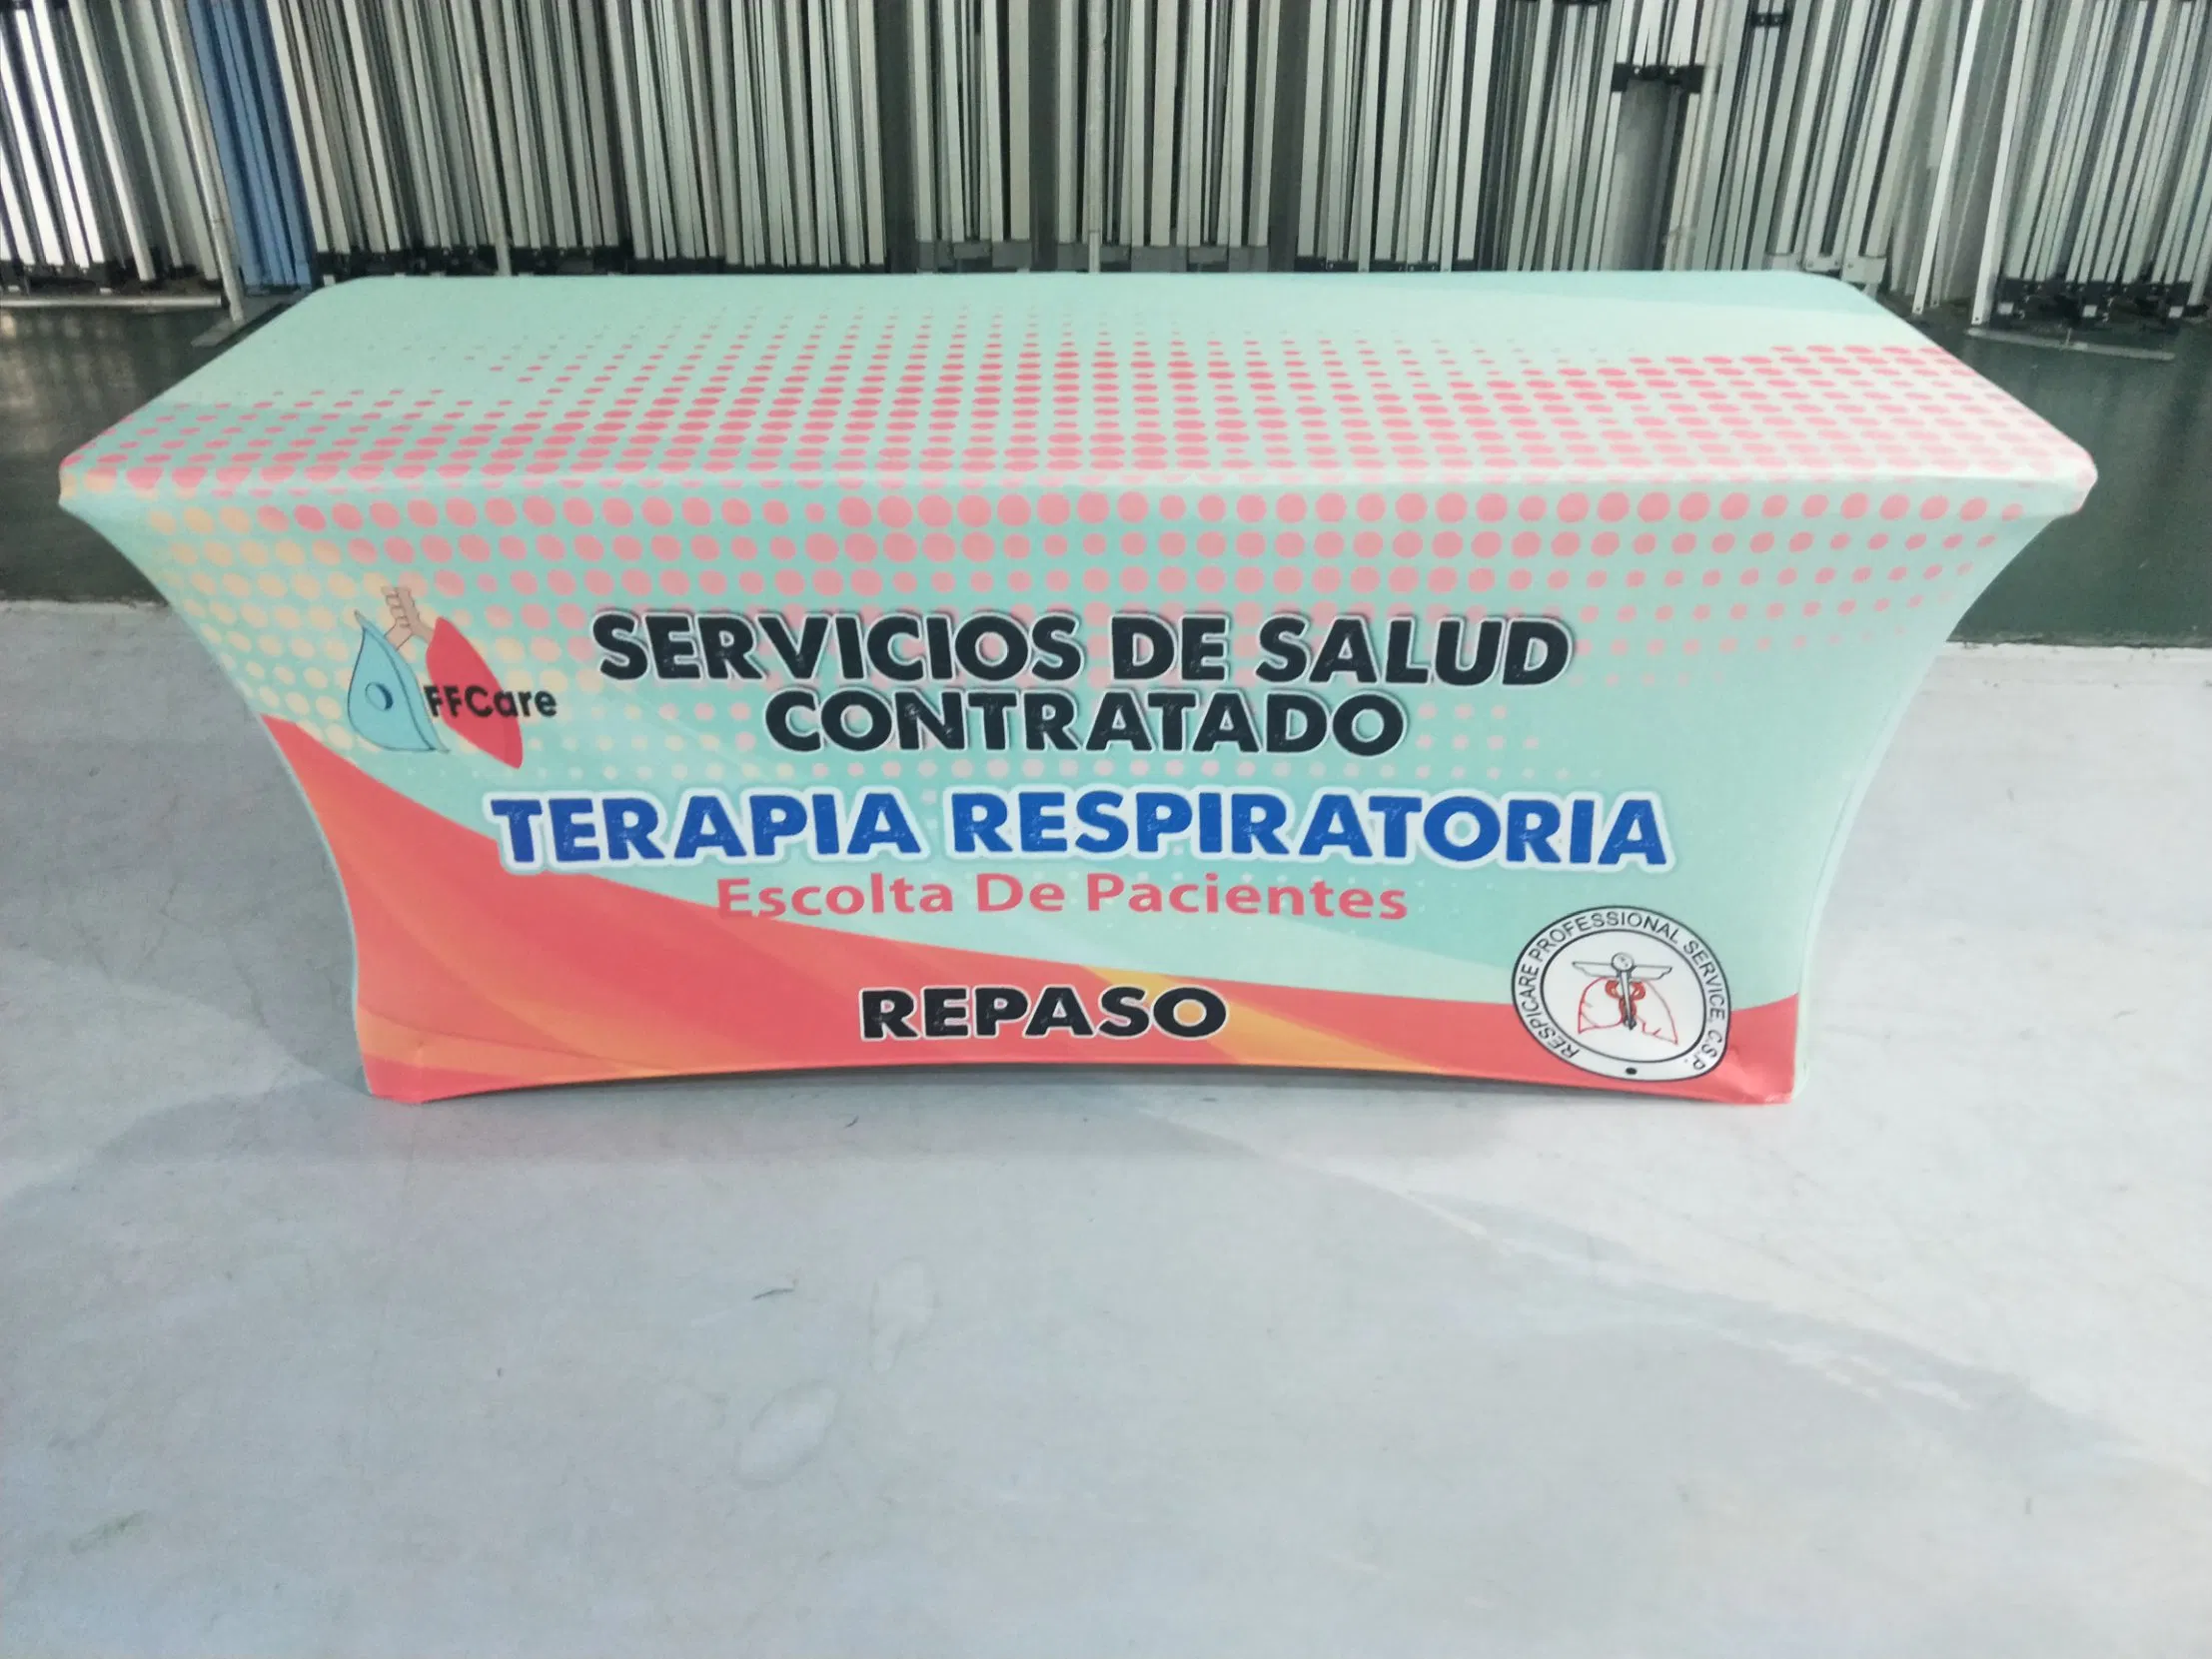 SERVICIOS DE SALUD
CONTRATADO
FFCare
TERAPIA RESPIRATORIA
Escolta De Pacientes
REPASO
RESPICARE PROFESSIONAL SERVICE, C.S.P.